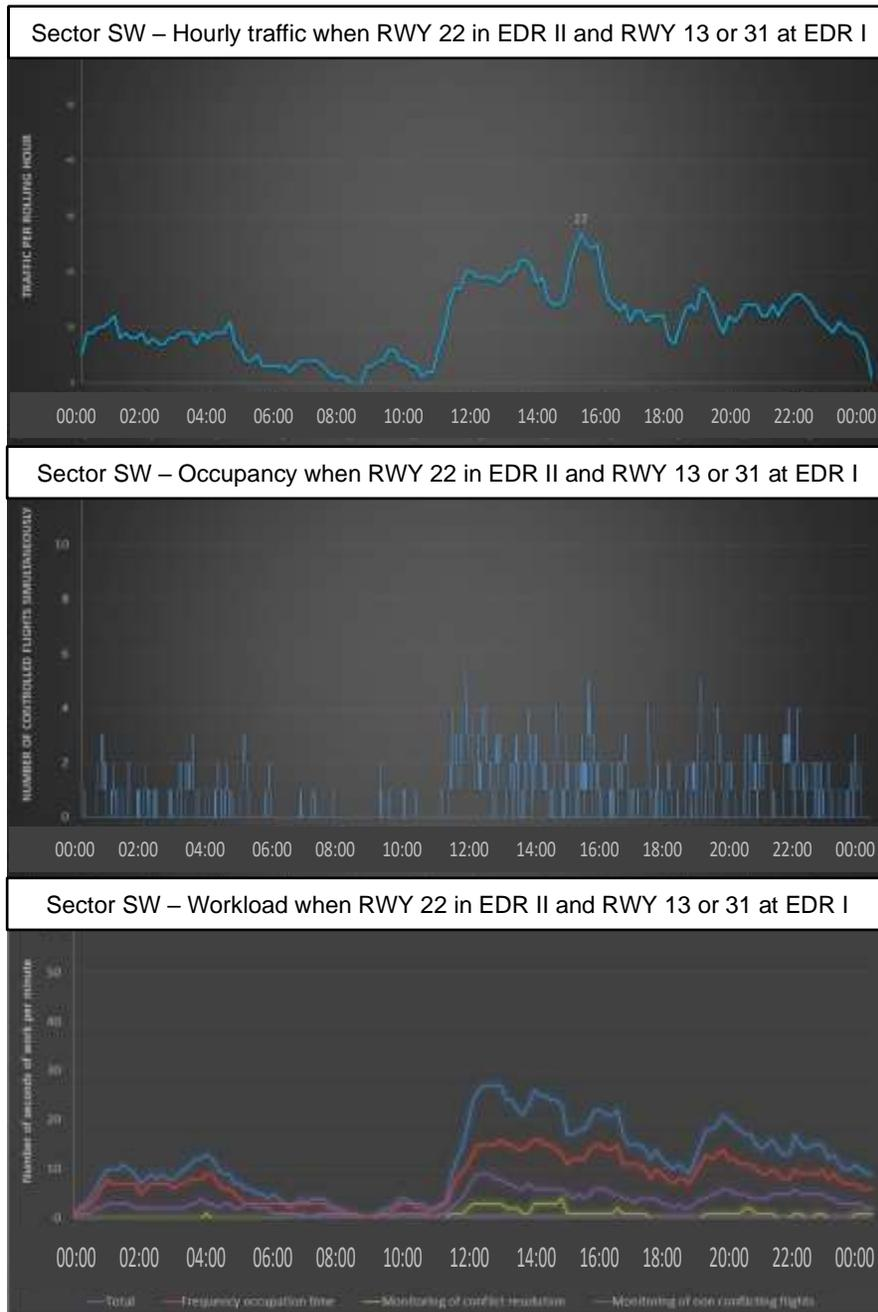 Sector SW – Hourly traffic when RWY 22 in EDR II and RWY 13 or 31 at EDR I
TRAFFIC PER ROLLING HOUR
27
00:00 02:00 04:00 06:00 08:00 10:00 12:00 14:00 16:00 18:00 20:00 22:00 00:00
Sector SW – Occupancy when RWY 22 in EDR II and RWY 13 or 31 at EDR I
NUMBER OF CONTROLLED FLIGHTS SIMULTANEOUSLY
10
8
6
4
2
0
00:00 02:00 04:00 06:00 08:00 10:00 12:00 14:00 16:00 18:00 20:00 22:00 00:00
Sector SW – Workload when RWY 22 in EDR II and RWY 13 or 31 at EDR I
Number of seconds of work per minute
50
40
30
20
10
0
00:00 02:00 04:00 06:00 08:00 10:00 12:00 14:00 16:00 18:00 20:00 22:00 00:00
Total Frequency occupation time Monitoring of conflict resolution Monitoring of non conflicting flights